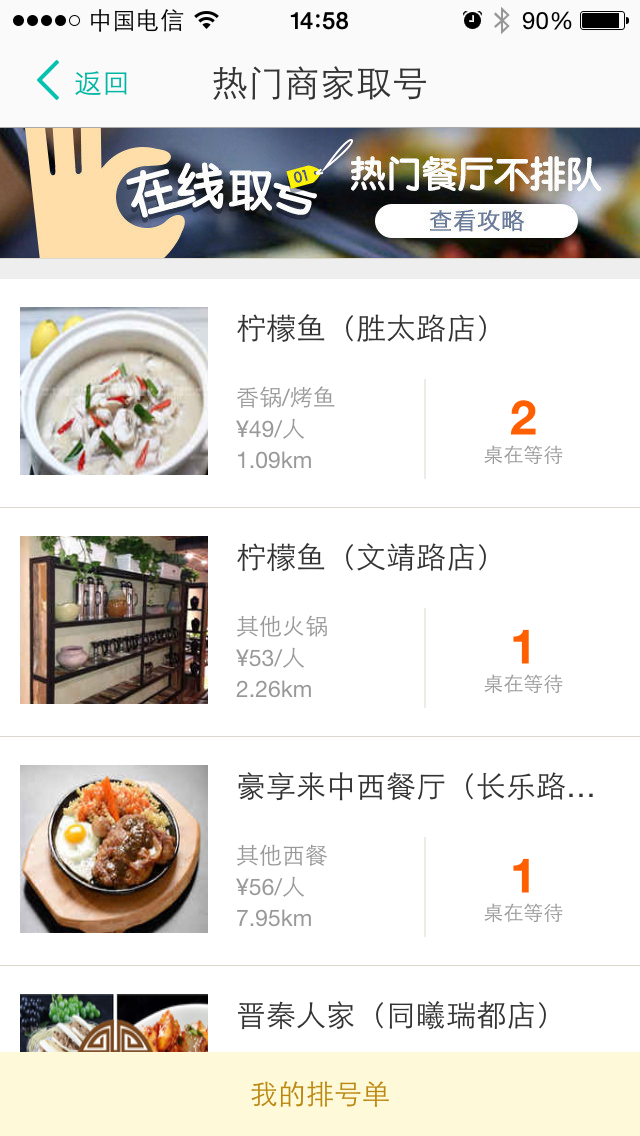 中国电信 14:58 90%
返回 热门商家取号
在线取号 01 热门餐厅不排队
查看攻略
柠檬鱼（胜太路店）
香锅/烤鱼
¥49/人
1.09km
2
桌在等待
柠檬鱼（文靖路店）
其他火锅
¥53/人
2.26km
1
桌在等待
豪享来中西餐厅（长乐路...
其他西餐
¥56/人
7.95km
1
桌在等待
晋秦人家（同曦瑞都店）
我的排号单